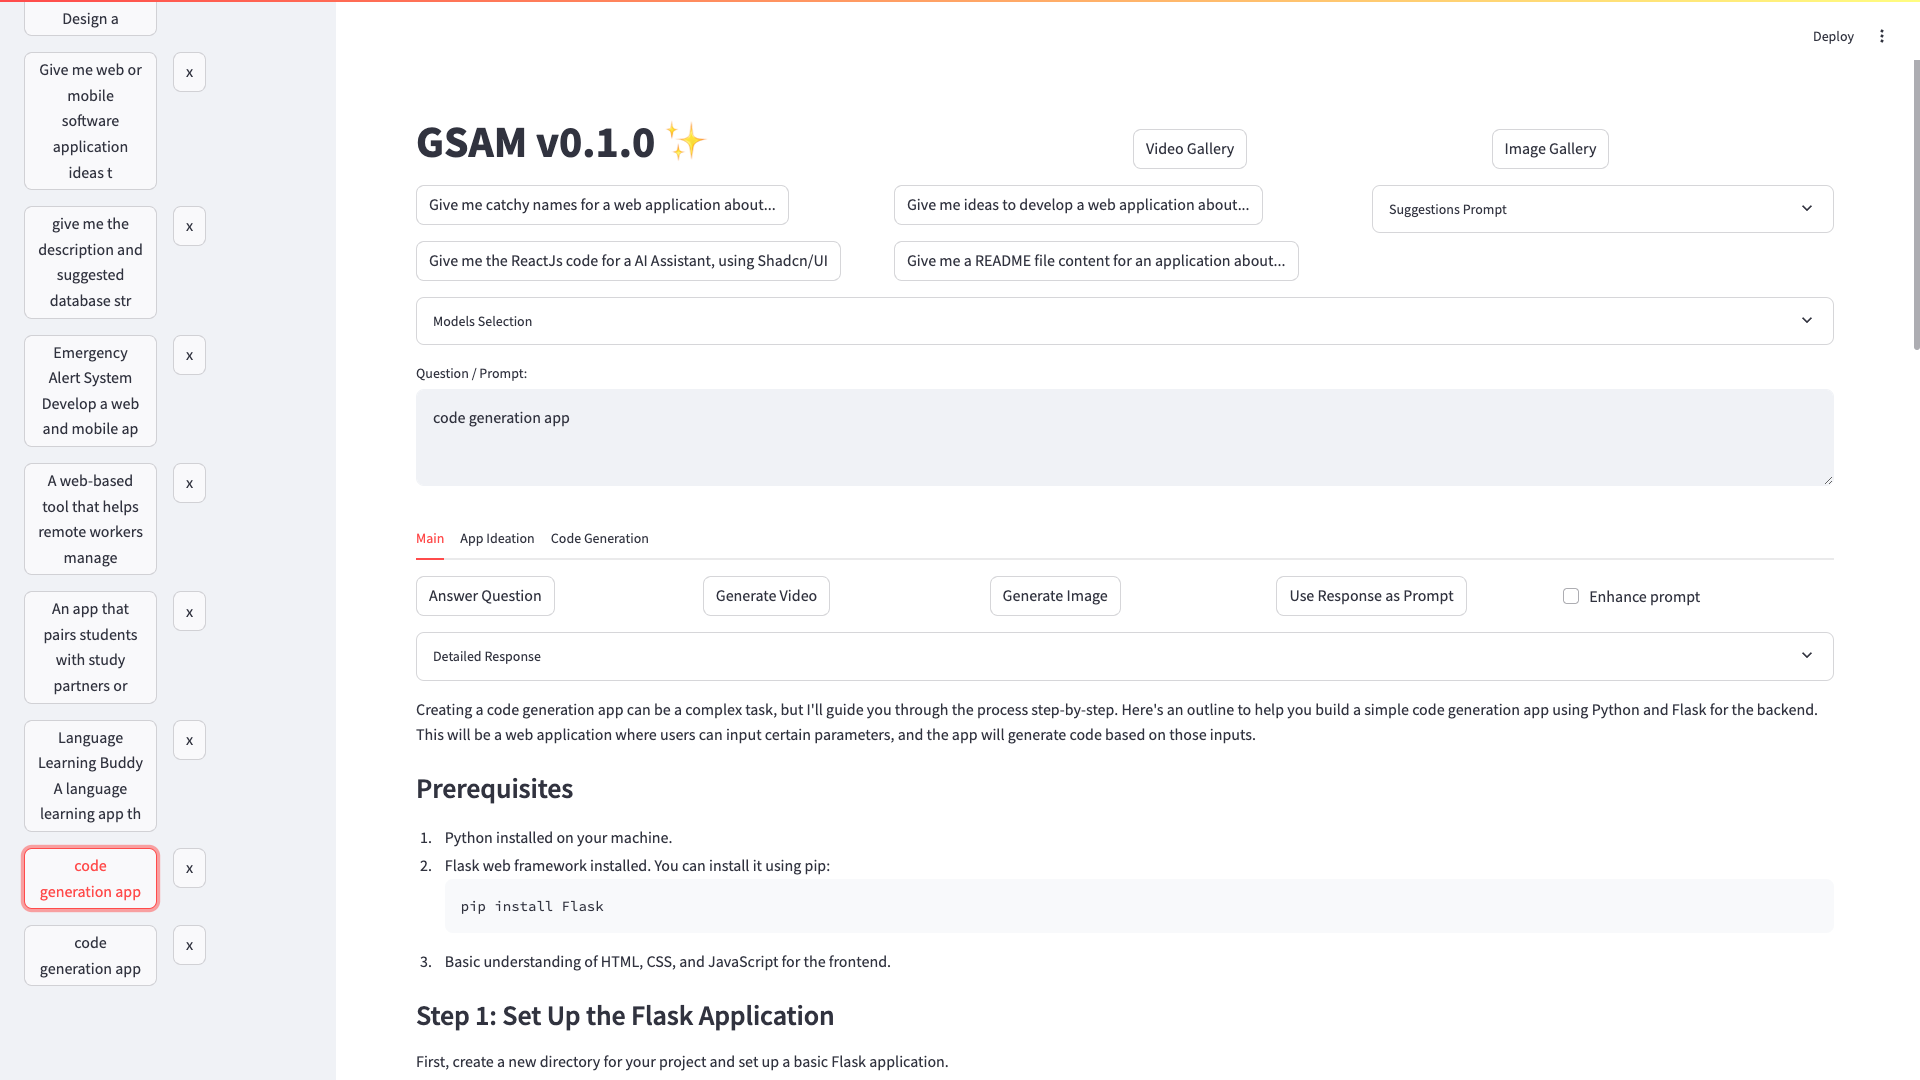 Design a
Give me web or
mobile
software
application
ideas t
x
give me the
description and
suggested
database str
x
Emergency
Alert System
Develop a web
and mobile ap
x
A web-based
tool that helps
remote workers
manage
x
An app that
pairs students
with study
partners or
x
Language
Learning Buddy
A language
learning app th
x
code
generation app
x
code
generation app
x
Deploy
GSAM v0.1.0 ✨
Video Gallery
Image Gallery
Give me catchy names for a web application about...
Give me ideas to develop a web application about...
Suggestions Prompt
Give me the ReactJs code for a AI Assistant, using Shadcn/UI
Give me a README file content for an application about...
Models Selection
Question / Prompt:
code generation app
Main
App Ideation
Code Generation
Answer Question
Generate Video
Generate Image
Use Response as Prompt
Enhance prompt
Detailed Response
Creating a code generation app can be a complex task, but I'll guide you through the process step-by-step. Here's an outline to help you build a simple code generation app using Python and Flask for the backend.
This will be a web application where users can input certain parameters, and the app will generate code based on those inputs.
Prerequisites
1. Python installed on your machine.
2. Flask web framework installed. You can install it using pip:
pip install Flask
3. Basic understanding of HTML, CSS, and JavaScript for the frontend.
Step 1: Set Up the Flask Application
First, create a new directory for your project and set up a basic Flask application.